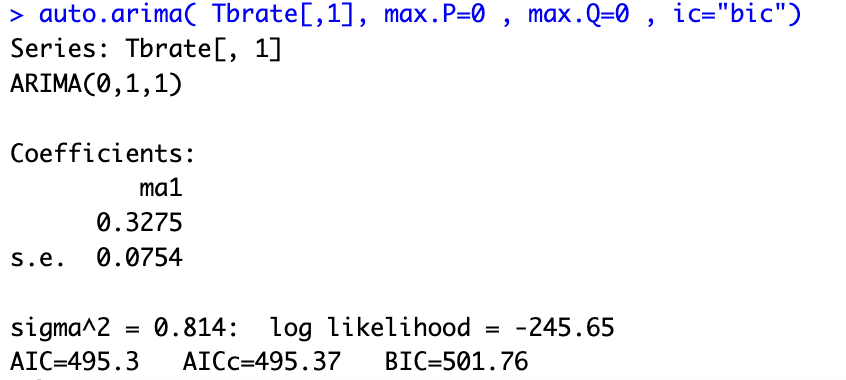 > auto.arima( Tbrate[,1], max.P=0 , max.Q=0 , ic="bic")
Series: Tbrate[, 1]
ARIMA(0,1,1)
Coefficients:
ma1
0.3275
s.e. 0.0754
sigma^2 = 0.814: log likelihood = -245.65
AIC=495.3 AICc=495.37 BIC=501.76